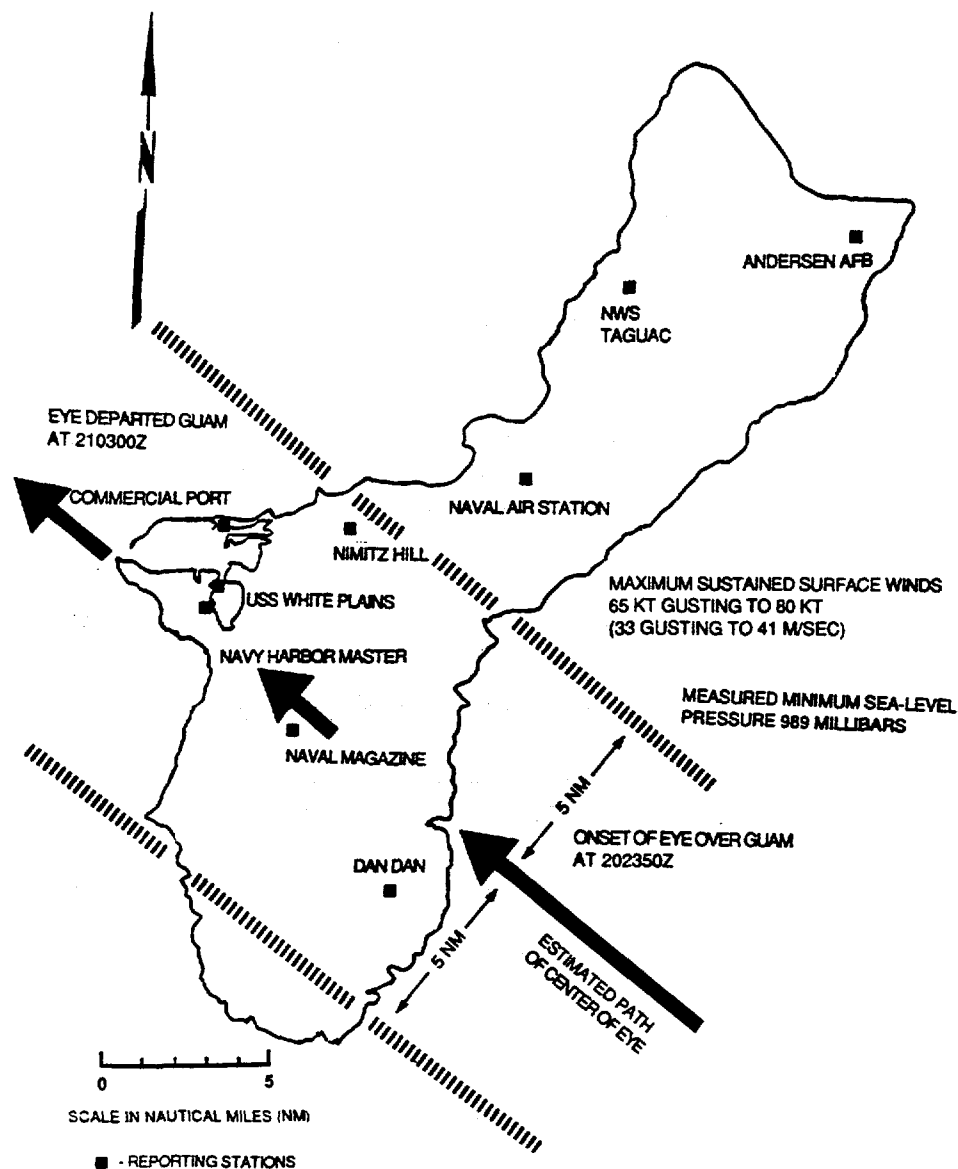 N
ANDERSEN AFB
NWS
TAGUAC
EYE DEPARTED GUAM
AT 210300Z
COMMERCIAL PORT
NAVAL AIR STATION
NIMITZ HILL
USS WHITE PLAINS
MAXIMUM SUSTAINED SURFACE WINDS
65 KT GUSTING TO 80 KT
(33 GUSTING TO 41 M/SEC)
NAVY HARBOR MASTER
MEASURED MINIMUM SEA-LEVEL
PRESSURE 989 MILLIBARS
NAVAL MAGAZINE
5 NM
ONSET OF EYE OVER GUAM
AT 202350Z
DAN DAN
5 NM
ESTIMATED PATH
OF CENTER OF EYE
0 5
SCALE IN NAUTICAL MILES (NM)
■ - REPORTING STATIONS